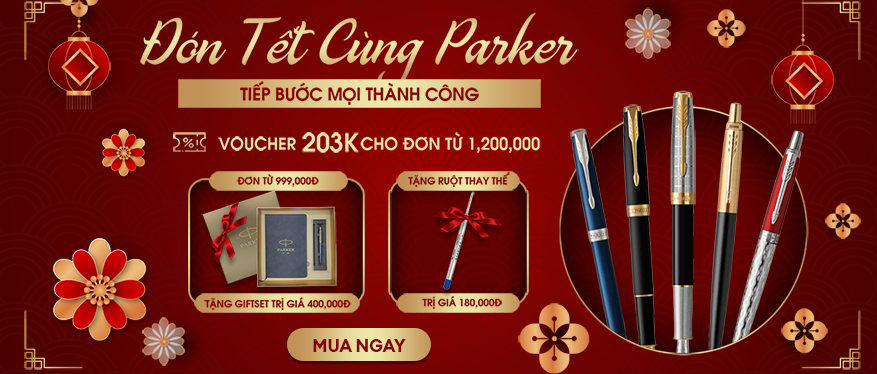 Đón Tết Cùng Parker
TIẾP BƯỚC MỌI THÀNH CÔNG
% VOUCHER 203K CHO ĐƠN TỪ 1,200,000
ĐƠN TỪ 999,000Đ
PARKER
TẶNG GIFTSET TRỊ GIÁ 400,000Đ
TẶNG RUỘT THAY THẾ
TRỊ GIÁ 180,000Đ
MUA NGAY